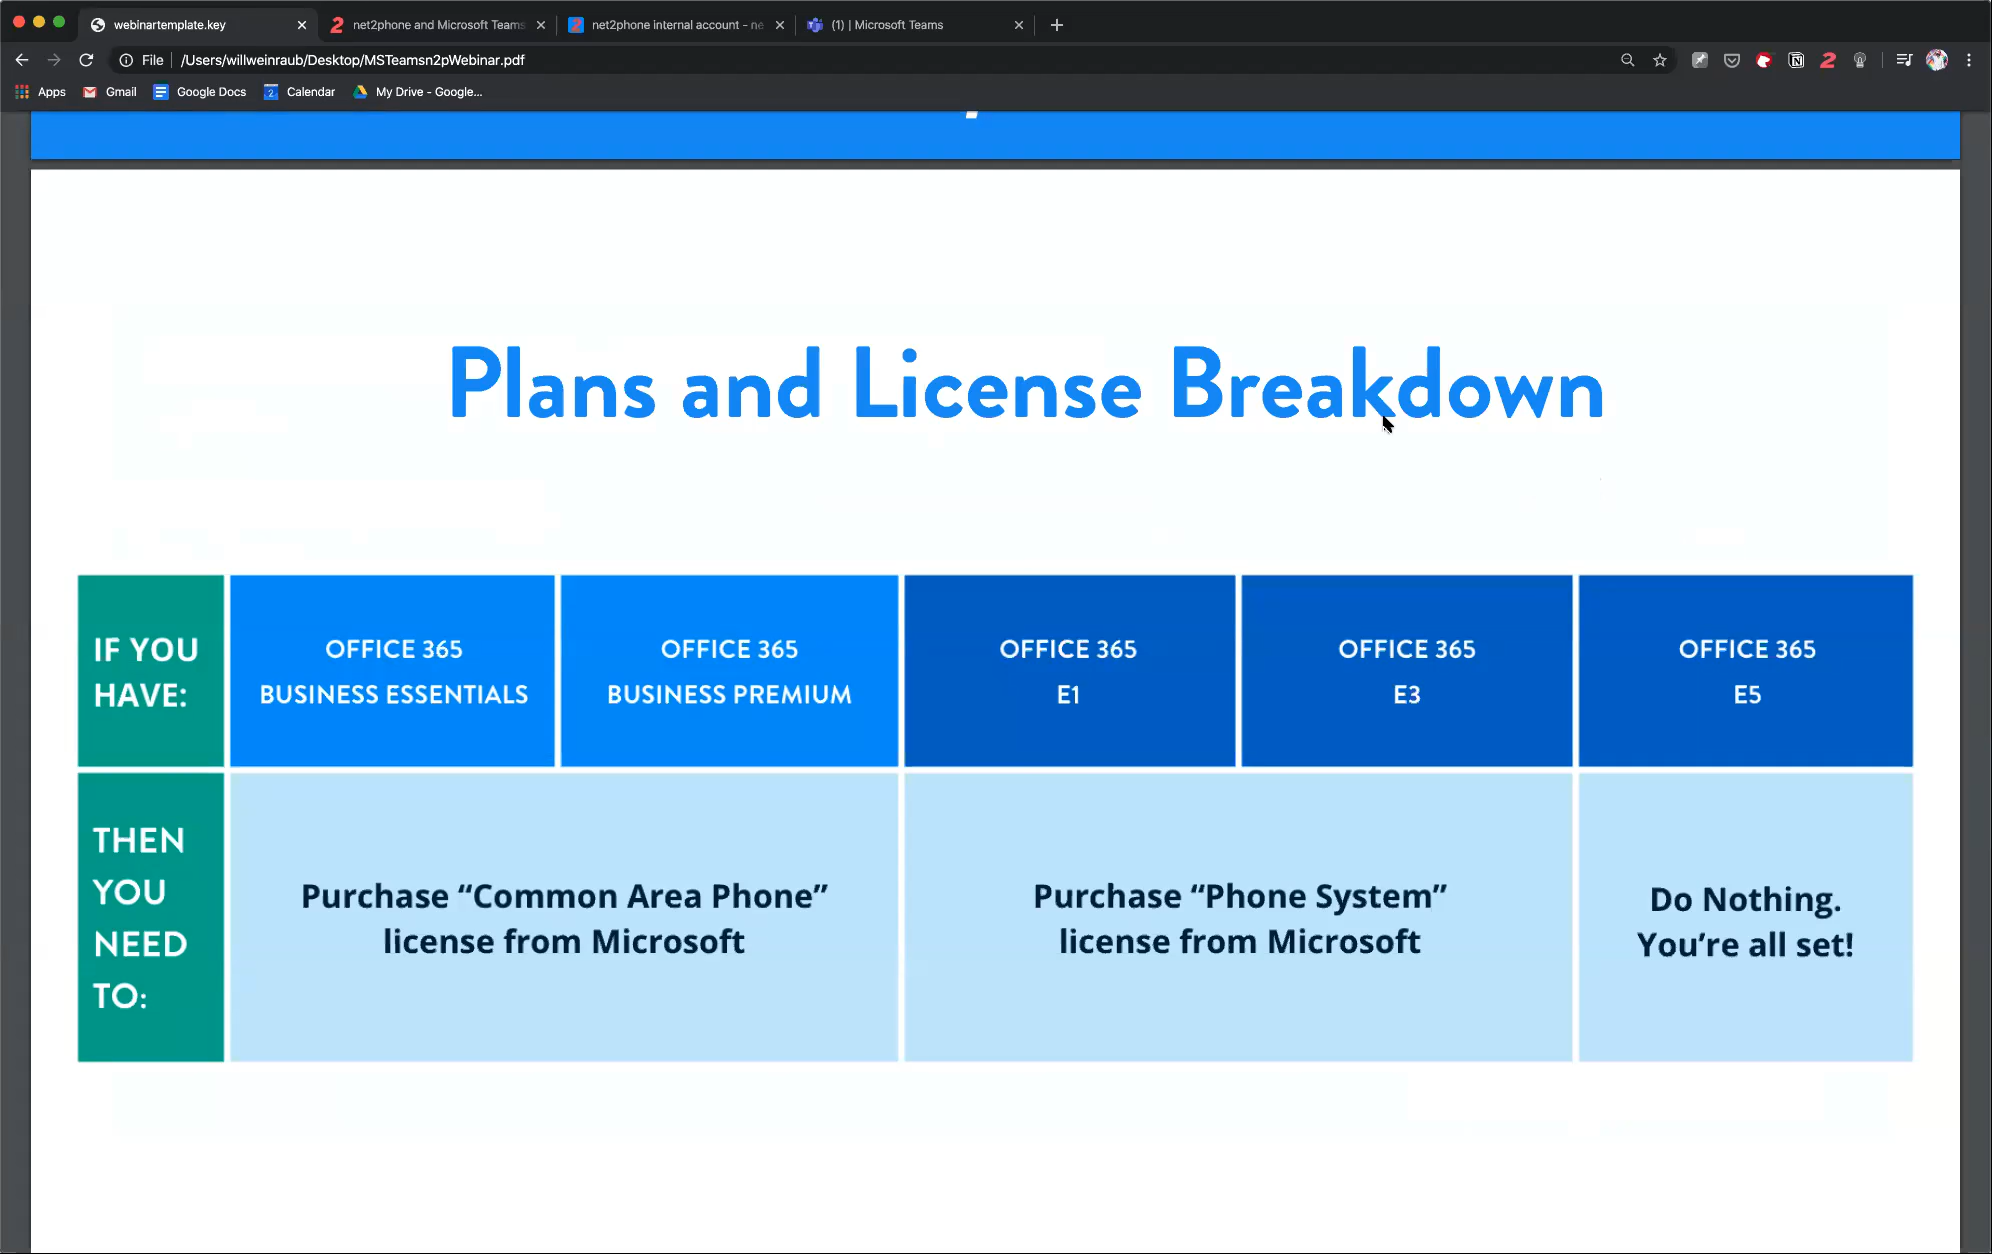 webinartemplate.key
net2phone and Microsoft Teams
net2phone internal account - ne
(1) | Microsoft Teams
File
/Users/willweinraub/Desktop/MSTeamsn2pWebinar.pdf
Apps
Gmail
Google Docs
Calendar
My Drive - Google...
Plans and License Breakdown
IF YOU
HAVE:
OFFICE 365
BUSINESS ESSENTIALS
OFFICE 365
BUSINESS PREMIUM
OFFICE 365
E1
OFFICE 365
E3
OFFICE 365
E5
THEN
YOU
NEED
TO:
Purchase “Common Area Phone”
license from Microsoft
Purchase “Phone System”
license from Microsoft
Do Nothing.
You’re all set!